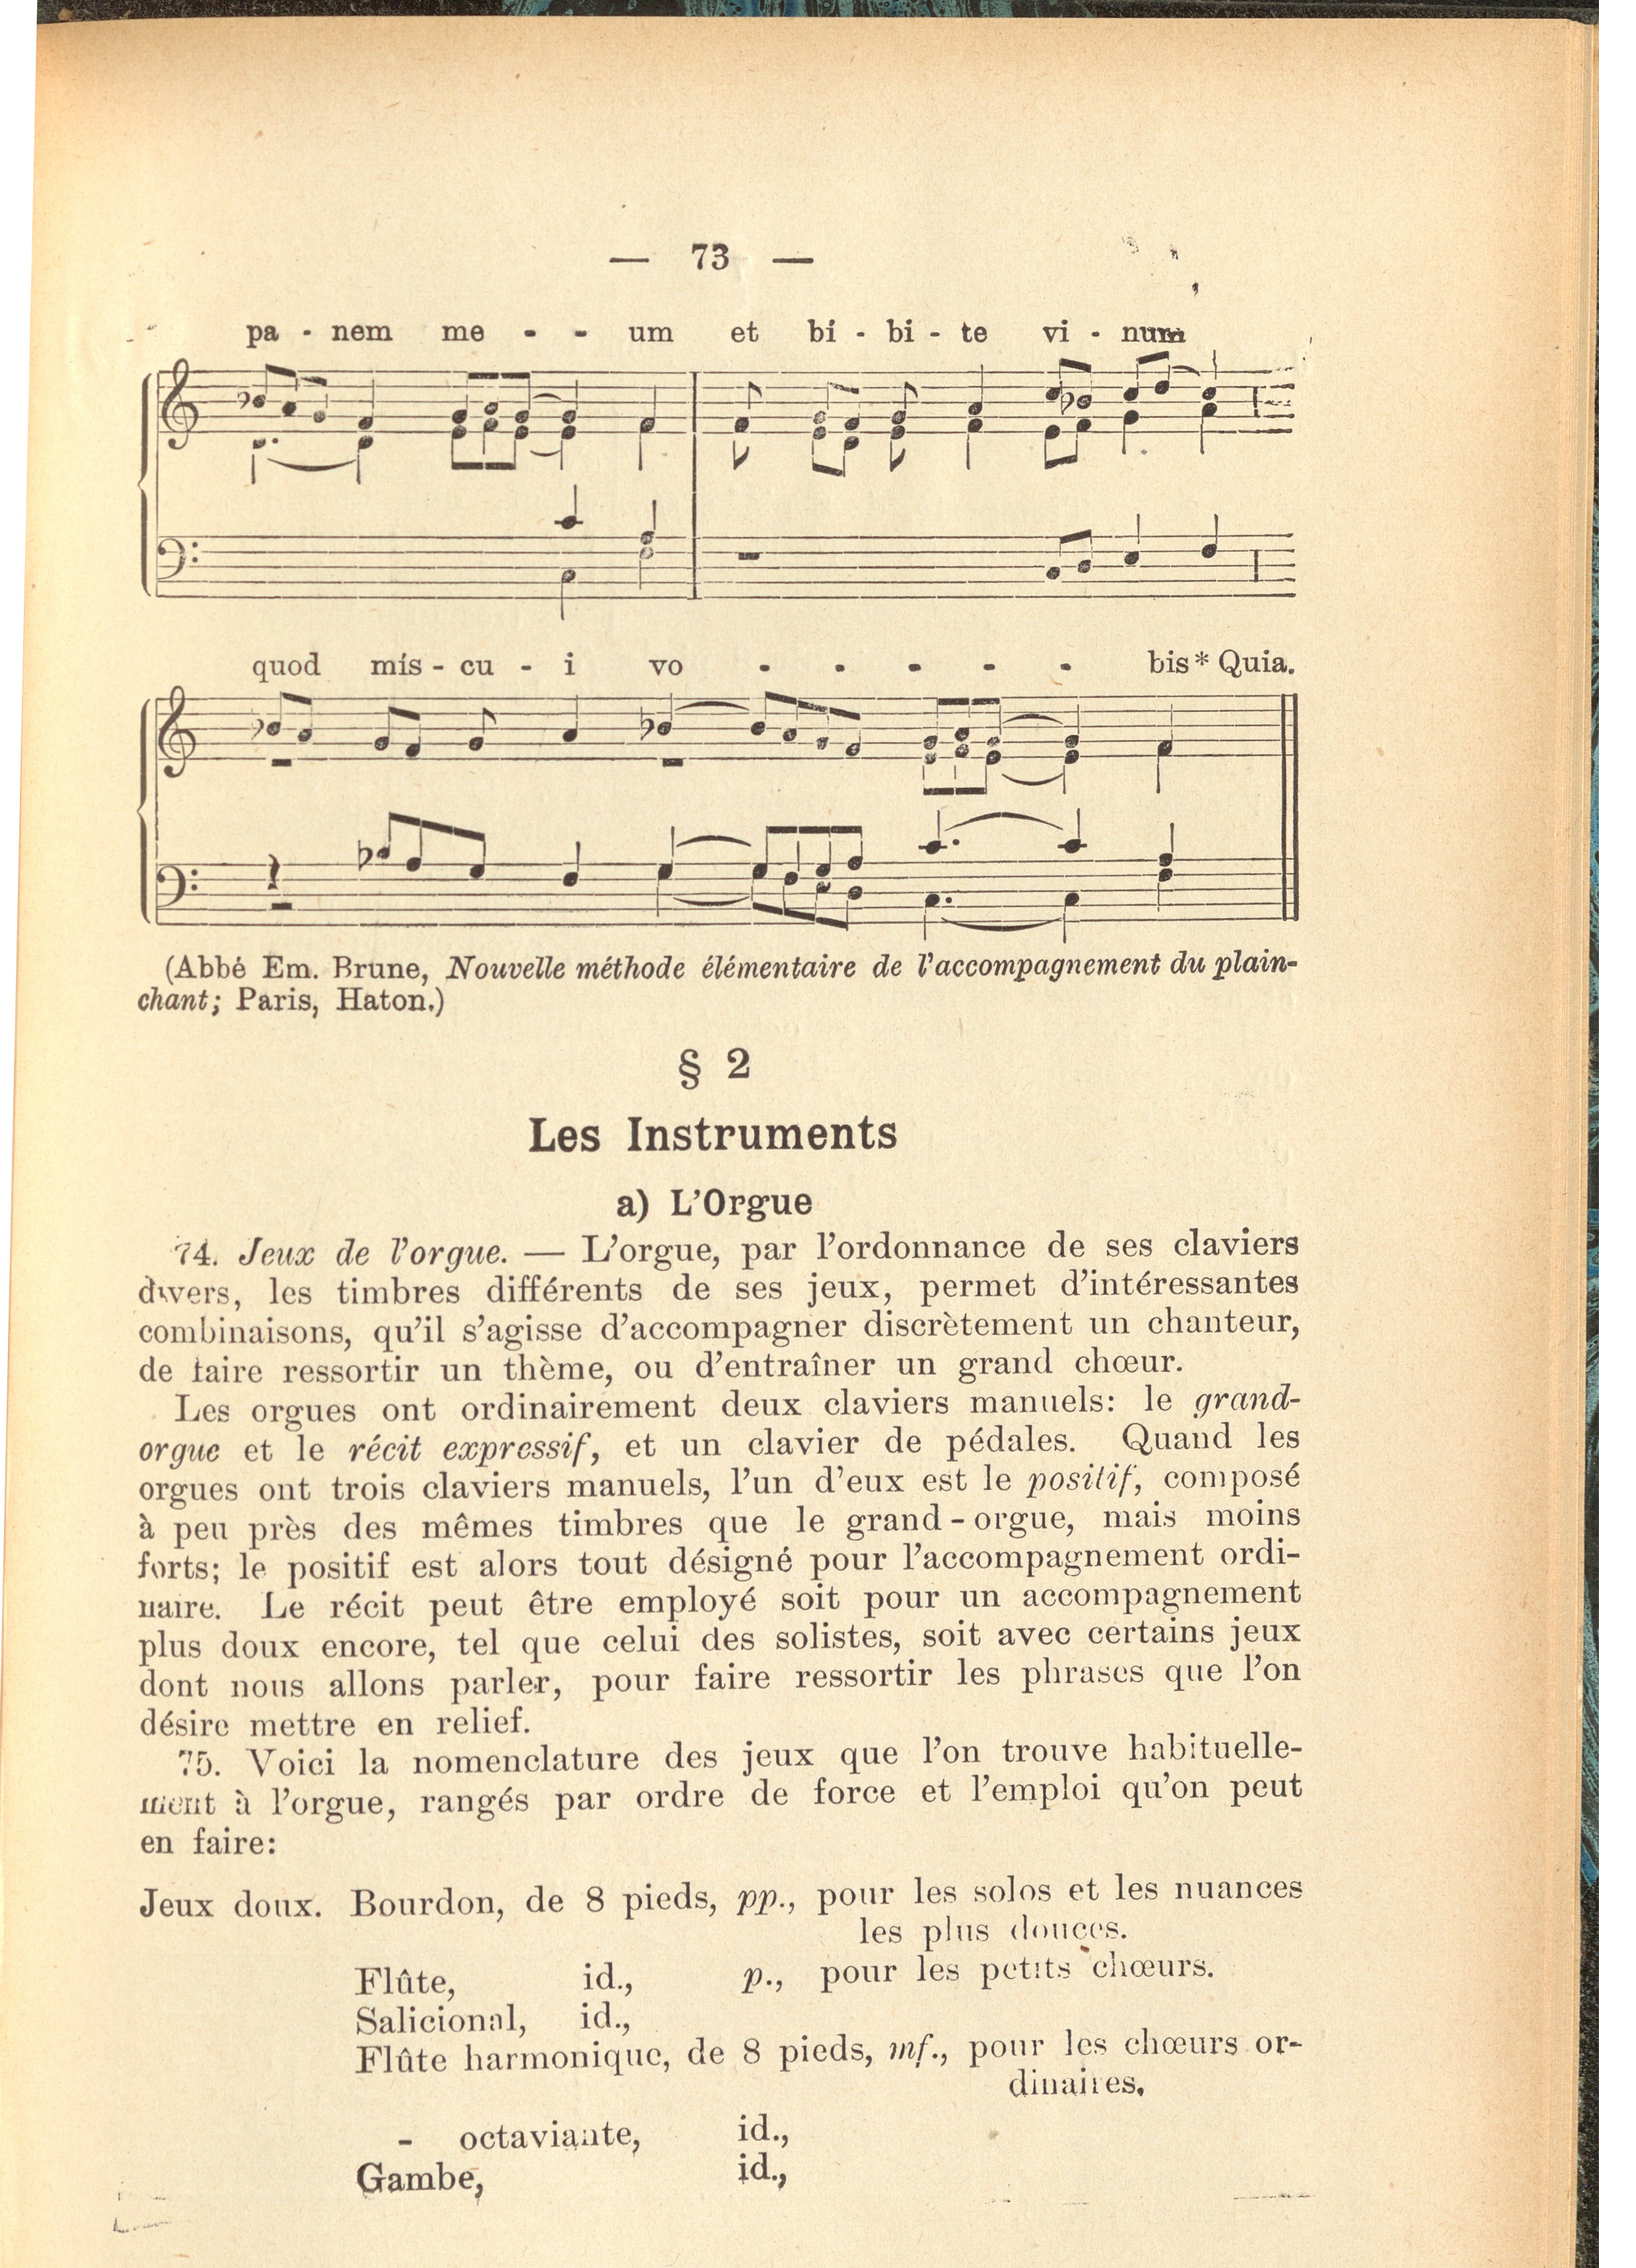 — 73 —
pa - nem me - - um et bí - bi - te vi - num
quod mís - cu - i vo - - - - - bis * Quia.
(Abbé Em. Brune, Nouvelle méthode élémentaire de l'accompagnement du plain-
chant; Paris, Haton.)
§ 2
Les Instruments
a) L'Orgue
74. Jeux de l'orgue. — L'orgue, par l'ordonnance de ses claviers
divers, les timbres différents de ses jeux, permet d'intéressantes
combinaisons, qu'il s'agisse d'accompagner discrètement un chanteur,
de faire ressortir un thème, ou d'entraîner un grand chœur.
Les orgues ont ordinairement deux claviers manuels: le grand-
orgue et le récit expressif, et un clavier de pédales. Quand les
orgues ont trois claviers manuels, l'un d'eux est le positif, composé
à peu près des mêmes timbres que le grand-orgue, mais moins
forts; le positif est alors tout désigné pour l'accompagnement ordi-
naire. Le récit peut être employé soit pour un accompagnement
plus doux encore, tel que celui des solistes, soit avec certains jeux
dont nous allons parler, pour faire ressortir les phrases que l'on
désire mettre en relief.
75. Voici la nomenclature des jeux que l'on trouve habituelle-
ment à l'orgue, rangés par ordre de force et l'emploi qu'on peut
en faire:
Jeux doux. Bourdon, de 8 pieds, pp., pour les solos et les nuances
les plus douces.
Flûte, id., p., pour les petits chœurs.
Salicional, id.,
Flûte harmonique, de 8 pieds, mf., pour les chœurs or-
dinaires.
- octaviante, id.,
Gambe, id.,